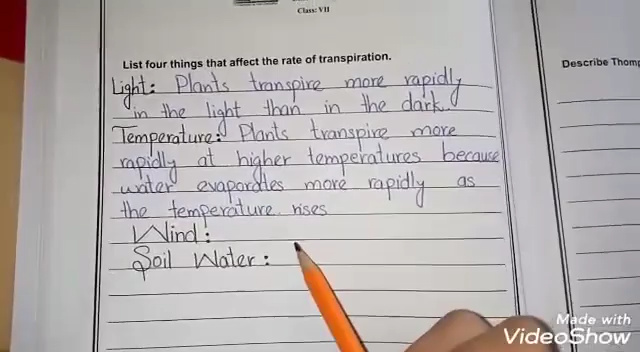 Class: VII
List four things that affect the rate of transpiration.
Light: Plants transpire more rapidly
in the light than in the dark.
Temperature: Plants transpire more
rapidly at higher temperatures because
water evaporates more rapidly as
the temperature rises
Wind:
Soil Water:
Describe
Made with
VideoShow